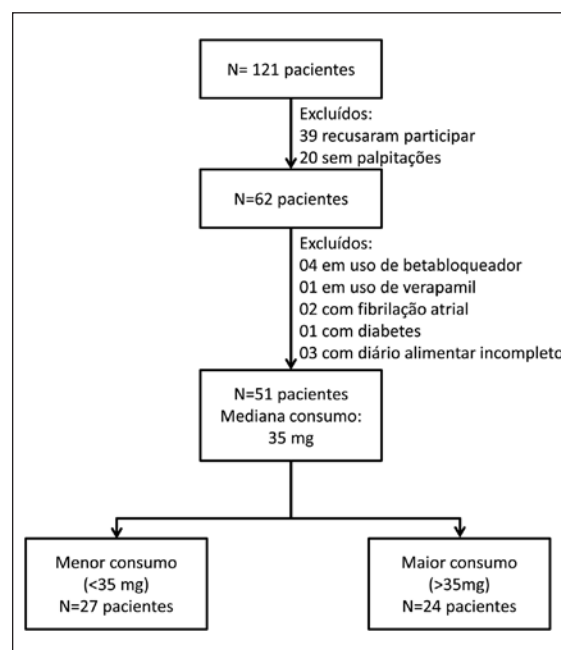 N= 121 pacientes
Excluídos:
39 recusaram participar
20 sem palpitações
N=62 pacientes
Excluídos:
04 em uso de betabloqueador
01 em uso de verapamil
02 com fibrilação atrial
01 com diabetes
03 com diário alimentar incompleto
N=51 pacientes
Mediana consumo:
35 mg
Menor consumo
(<35 mg)
N=27 pacientes
Maior consumo
(>35mg)
N=24 pacientes